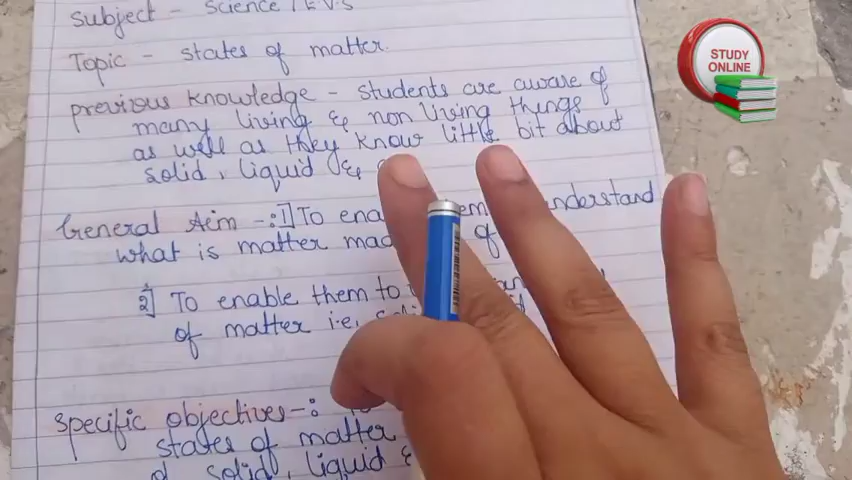 Subject - Science / EVS
Topic - states of matter.
previous knowledge - students are aware of
many living & non living things
as well as they know little bit about
solid, liquid &
General Aim -: 1] To ena understand
what is matter mad of
2] To enable them to
of matter i.e,
specific objectives -:
states of matter
solid, liquid &
STUDY
ONLINE